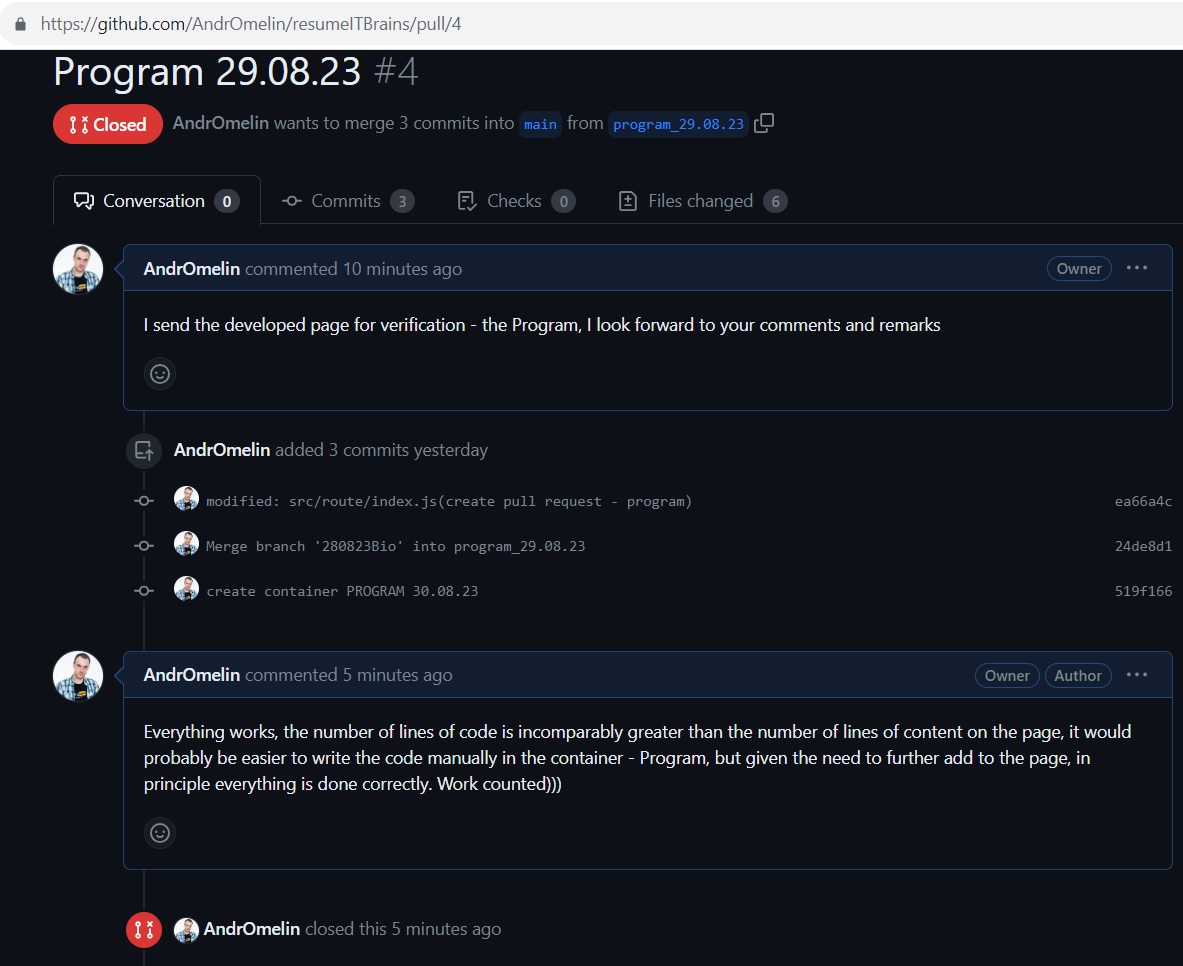 https://github.com/AndrOmelin/resumeITBrains/pull/4
Program 29.08.23 #4
Closed AndrOmelin wants to merge 3 commits into main from program_29.08.23
Conversation 0 Commits 3 Checks 0 Files changed 6
AndrOmelin commented 10 minutes ago Owner ···
I send the developed page for verification - the Program, I look forward to your comments and remarks
AndrOmelin added 3 commits yesterday
modified: src/route/index.js(create pull request - program) ea66a4c
Merge branch '280823Bio' into program_29.08.23 24de8d1
create container PROGRAM 30.08.23 519f166
AndrOmelin commented 5 minutes ago Owner Author ···
Everything works, the number of lines of code is incomparably greater than the number of lines of content on the page, it would
probably be easier to write the code manually in the container - Program, but given the need to further add to the page, in
principle everything is done correctly. Work counted)))
AndrOmelin closed this 5 minutes ago